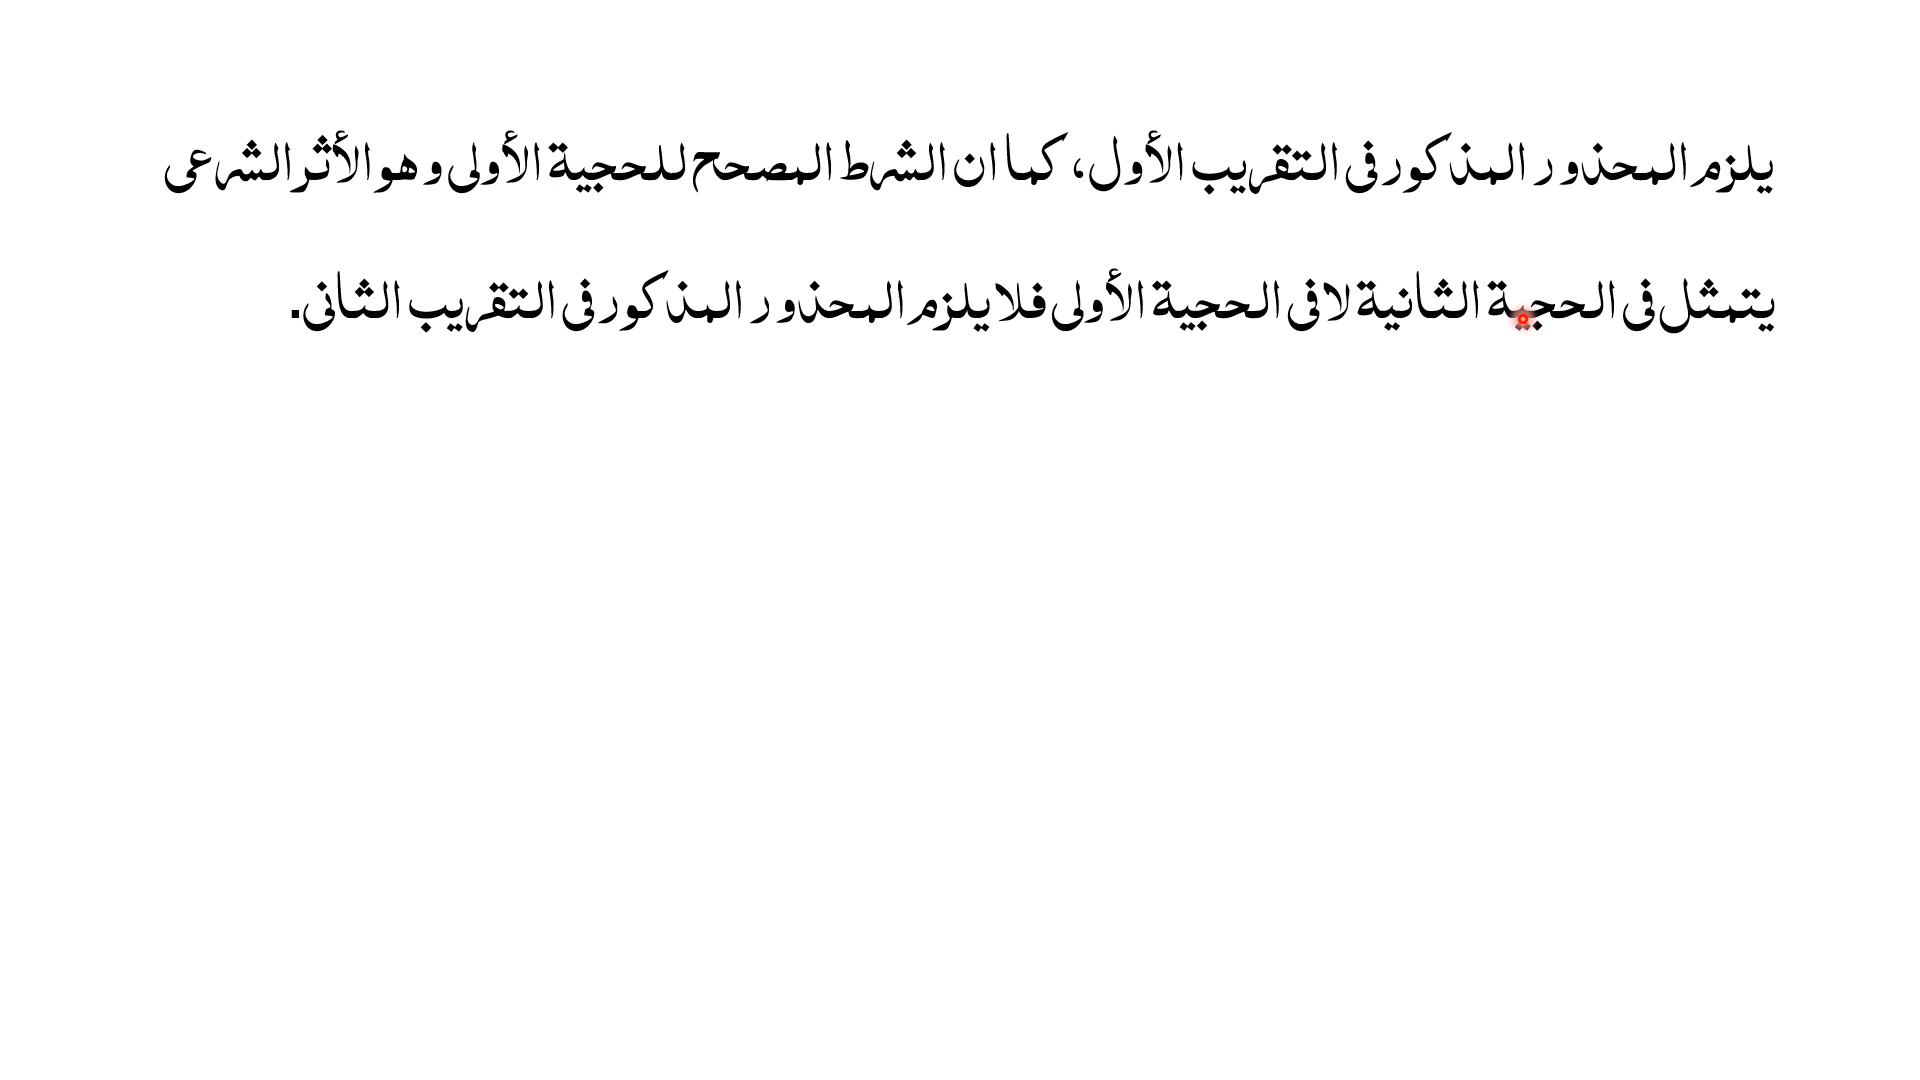 يلزم المحذور المذكور فى التقريب الأول، كما ان الشرط المصحح للحجية الأولى و هو الأثر الشرعى
يتمثل فى الحجية الثانية لا فى الحجية الأولى فلا يلزم المحذور المذكور فى التقريب الثانى.